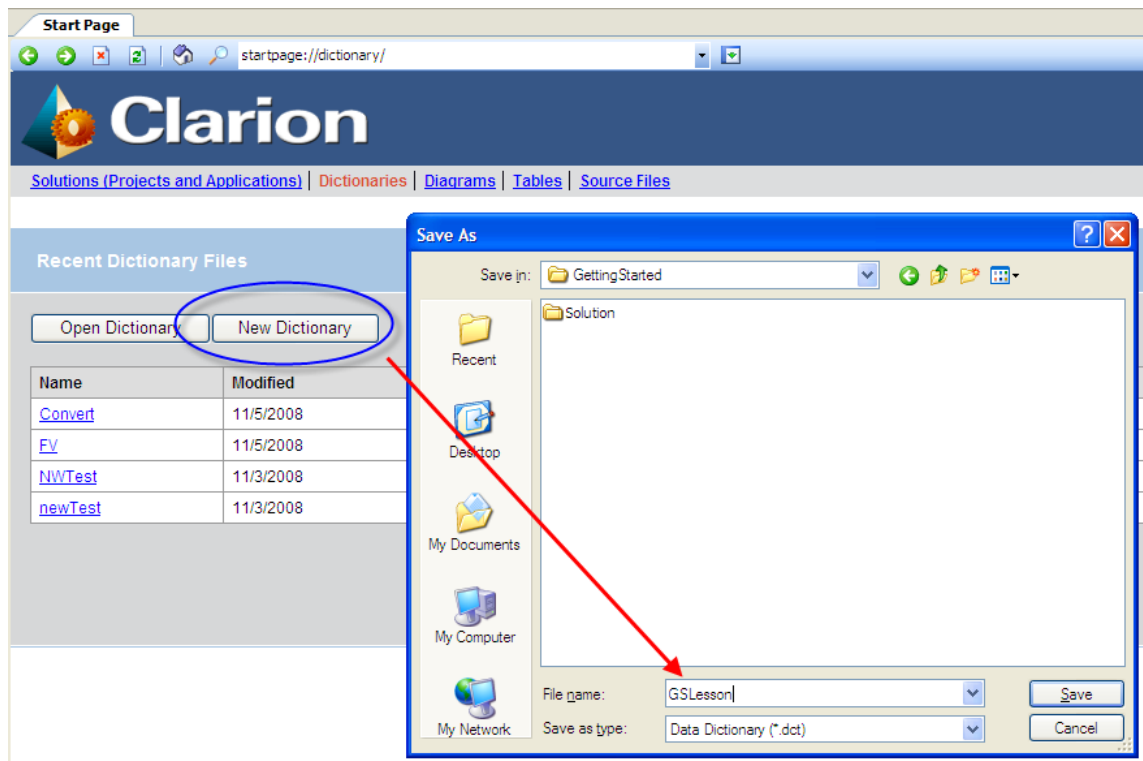 Start Page
startpage://dictionary/
Clarion
Solutions (Projects and Applications) | Dictionaries | Diagrams | Tables | Source Files
Recent Dictionary Files
Open Dictionary
New Dictionary
Name Modified
Convert 11/5/2008
FV 11/5/2008
NWTest 11/3/2008
newTest 11/3/2008
Save As
Save in: GettingStarted
Solution
Recent
Desktop
My Documents
My Computer
My Network
File name: GSLesson
Save
Save as type: Data Dictionary (*.dct)
Cancel